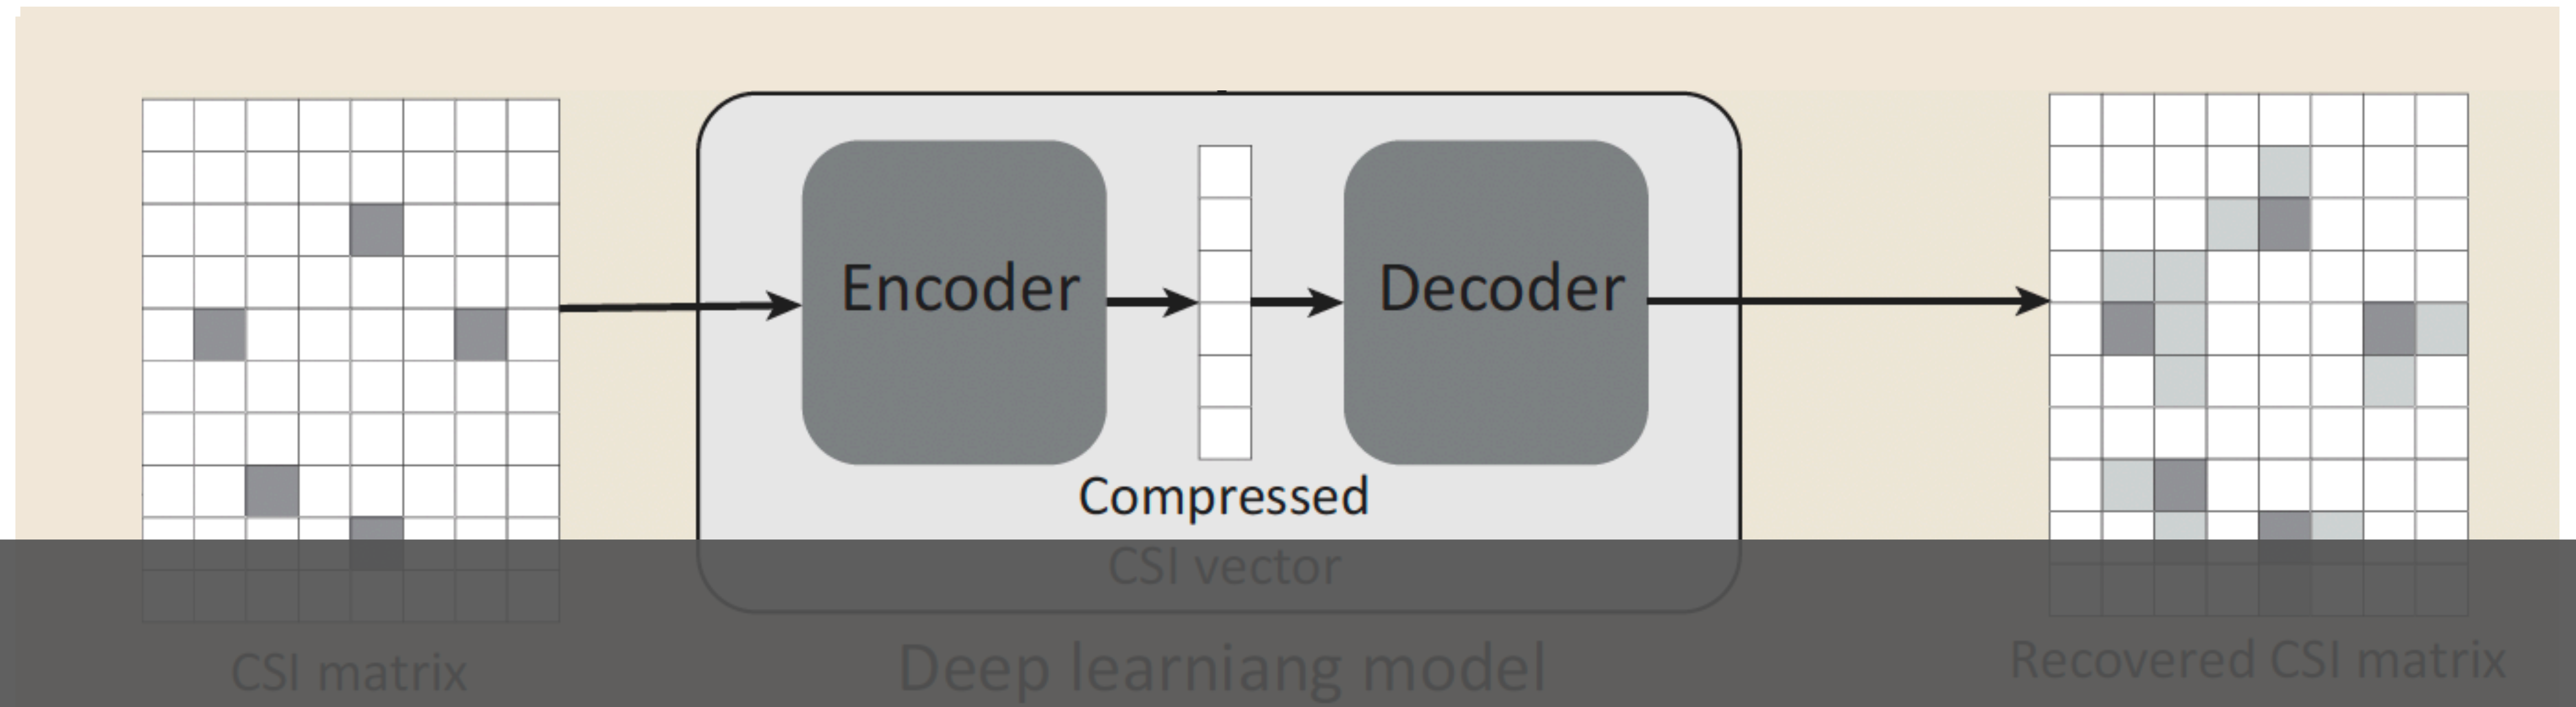 Encoder
Decoder
Compressed
CSI vector
CSI matrix
Deep learniang model
Recovered CSI matrix